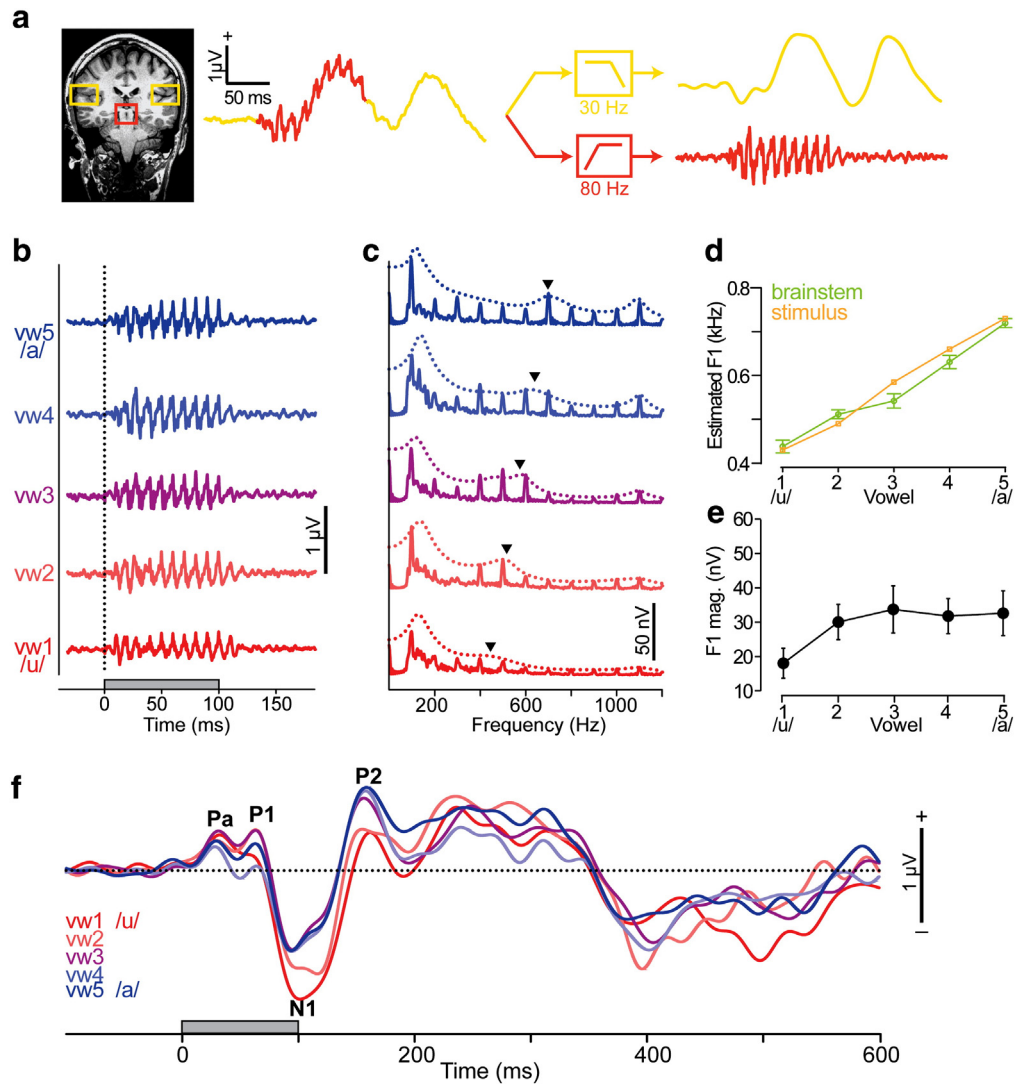 a
+
1µV
50 ms
30 Hz
80 Hz
b
vw5
/a/
vw4
vw3
vw2
vw1
/u/
1 µV
0 50 100 150
Time (ms)
c
50 nV
200 600 1000
Frequency (Hz)
d
brainstem
stimulus
Estimated F1 (kHz)
0.8
0.6
0.4
1 2 3 4 5
/u/ Vowel /a/
e
F1 mag. (nV)
60
50
40
30
20
10
1 2 3 4 5
/u/ Vowel /a/
f
Pa P1 P2
N1
+
1 µV
–
vw1 /u/
vw2
vw3
vw4
vw5 /a/
0 200 400 600
Time (ms)